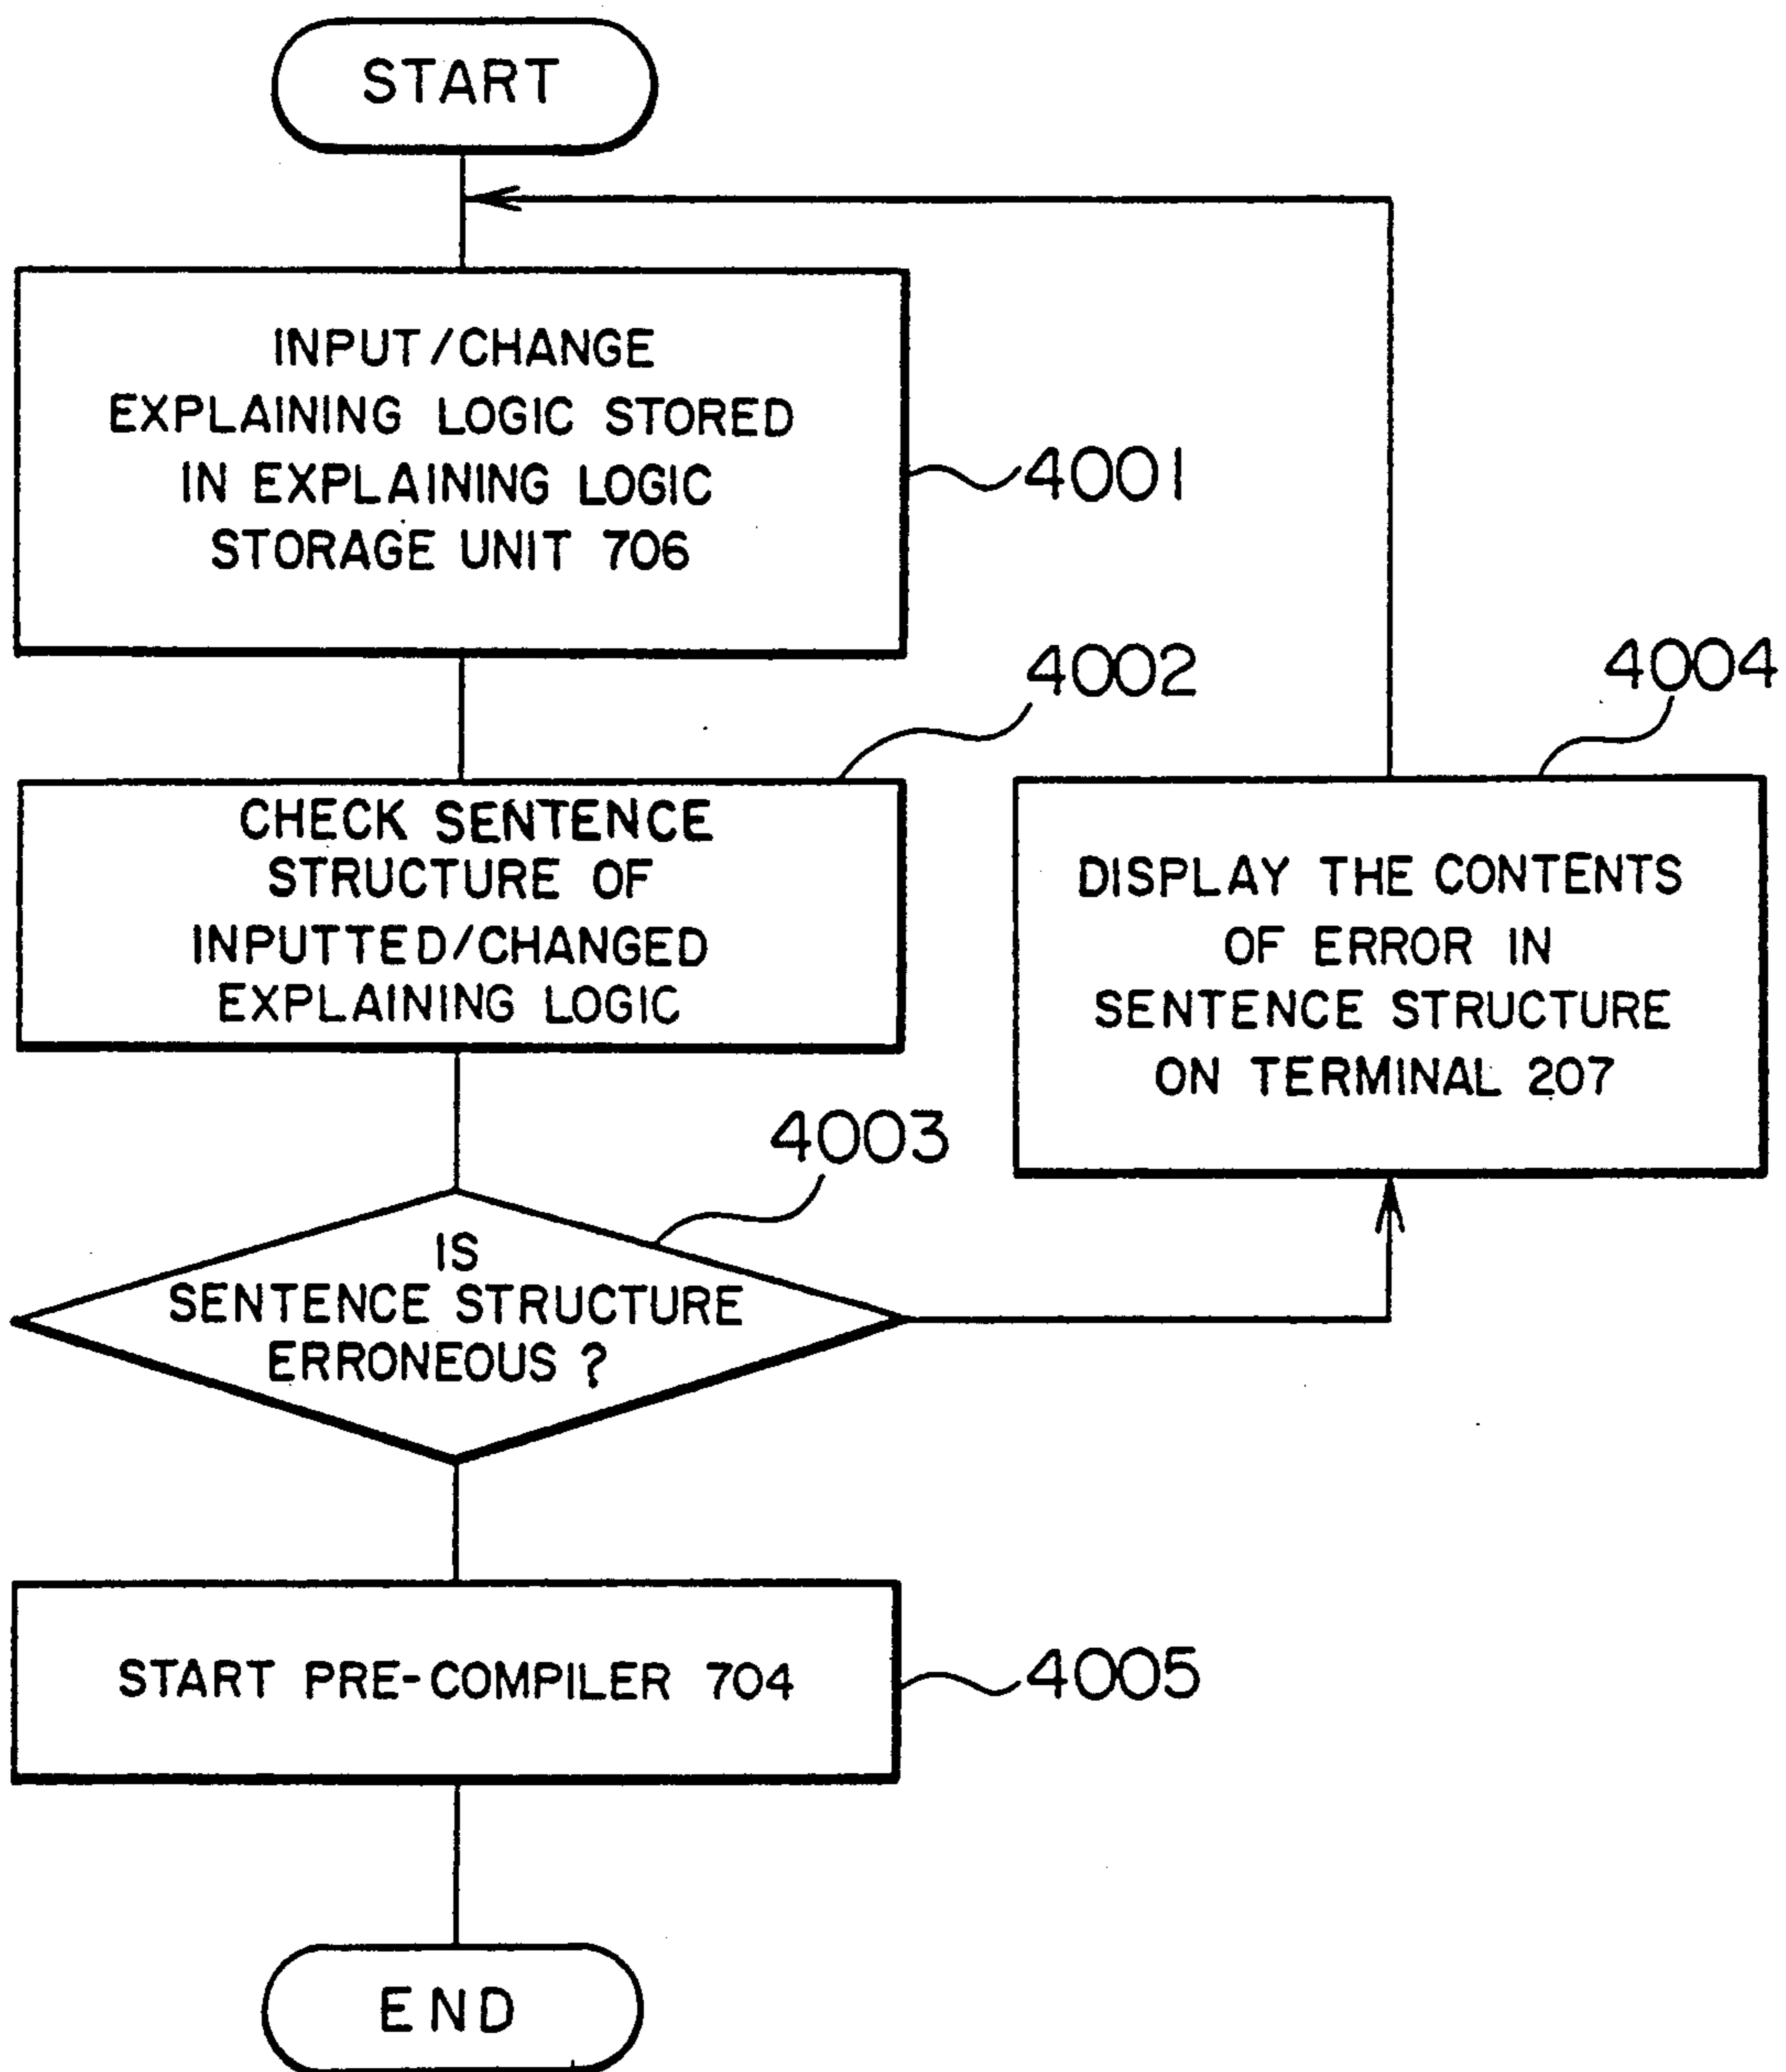 START
INPUT/CHANGE
EXPLAINING LOGIC STORED
IN EXPLAINING LOGIC
STORAGE UNIT 706
4001
4002
CHECK SENTENCE
STRUCTURE OF
INPUTTED/CHANGED
EXPLAINING LOGIC
4004
DISPLAY THE CONTENTS
OF ERROR IN
SENTENCE STRUCTURE
ON TERMINAL 207
4003
IS
SENTENCE STRUCTURE
ERRONEOUS ?
START PRE-COMPILER 704
4005
END